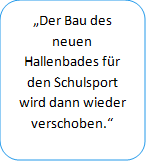 „Der Bau des
neuen
Hallenbades für
den Schulsport
wird dann wieder
verschoben.“